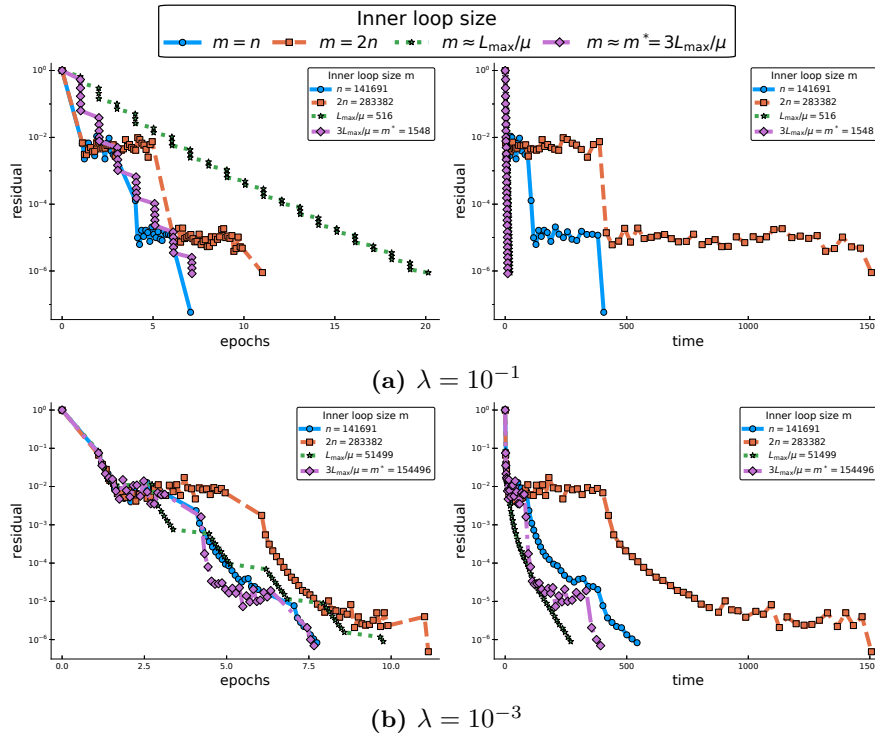 Inner loop size
m = n m = 2n m ≈ L_max/μ m ≈ m* = 3L_max/μ
10^0
10^−2
10^−4
10^−6
residual
0 5 10 15 20
epochs
Inner loop size m
n = 141691
2n = 283382
L_max/μ = 516
3L_max/μ = m* = 1548
10^0
10^−2
10^−4
10^−6
residual
0 500 1000 150
time
Inner loop size m
n = 141691
2n = 283382
L_max/μ = 516
3L_max/μ = m* = 1548
(a) λ = 10^−1
10^0
10^−1
10^−2
10^−3
10^−4
10^−5
10^−6
residual
0.0 2.5 5.0 7.5 10.0
epochs
Inner loop size m
n = 141691
2n = 283382
L_max/μ = 51499
3L_max/μ = m* = 154496
10^0
10^−1
10^−2
10^−3
10^−4
10^−5
10^−6
residual
0 500 1000 150
time
Inner loop size m
n = 141691
2n = 283382
L_max/μ = 51499
3L_max/μ = m* = 154496
(b) λ = 10^−3